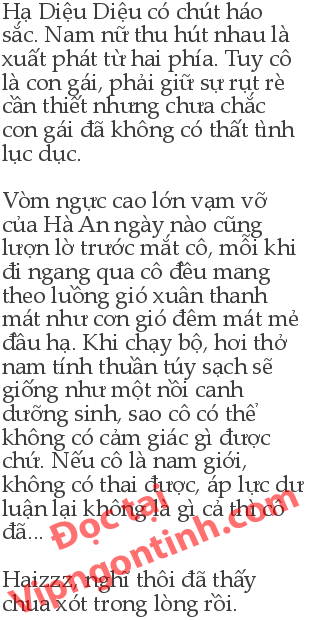 Hạ Diệu Diệu có chút háo
sắc. Nam nữ thu hút nhau là
xuất phát từ hai phía. Tuy cô
là con gái, phải giữ sự rụt rè
cần thiết nhưng chưa chắc
con gái đã không có thất tình
lục dục.

Vòm ngực cao lớn vạm vỡ
của Hà An ngày nào cũng
lượn lờ trước mắt cô, mỗi khi
đi ngang qua cô đều mang
theo luồng gió xuân thanh
mát như cơn gió đêm mát mẻ
đầu hạ. Khi chạy bộ, hơi thở
nam tính thuần túy sạch sẽ
giống như một nồi canh
dưỡng sinh, sao cô có thể
không có cảm giác gì được
chứ. Nếu cô là nam giới,
không có thai được, áp lực dư
luận lại không là gì cả thì cô
đã...

Haizzz, nghĩ thôi đã thấy
chua xót trong lòng rồi.
Đọc tại
Vipngontinh.com